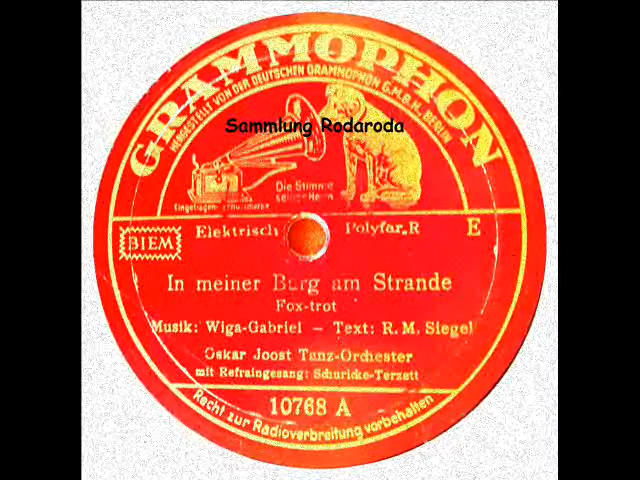 GRAMMOPHON
HERGESTELLT VON DER DEUTSCHEN GRAMMOPHON G.M.B.H. BERLIN
Sammlung Rodaroda
Die Stimme
seines Herrn
Eingetragene Schutzmarke
BIEM
Elektrisch Polyfar.R E
In meiner Burg am Strande
Fox-trot
Musik: Wiga-Gabriel - Text: R. M. Siegel
Oskar Joost Tanz-Orchester
mit Refraingesang: Schuricke-Terzett
10768 A
Recht zur Radioverbreitung vorbehalten